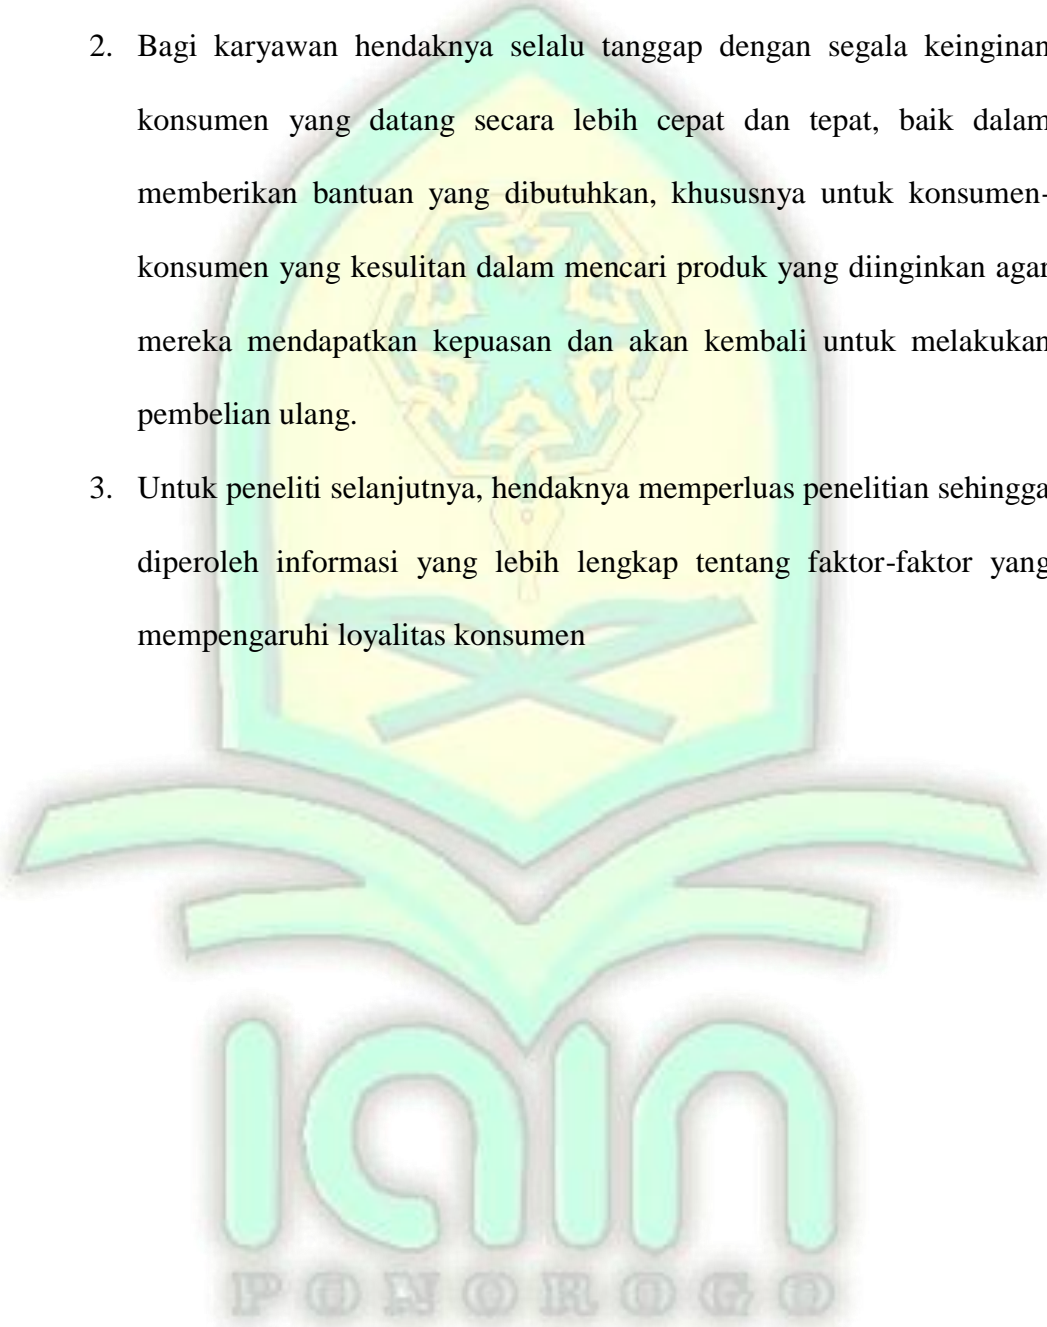 2. Bagi karyawan hendaknya selalu tanggap dengan segala keinginan
konsumen yang datang secara lebih cepat dan tepat, baik dalam
memberikan bantuan yang dibutuhkan, khususnya untuk konsumen-
konsumen yang kesulitan dalam mencari produk yang diinginkan agar
mereka mendapatkan kepuasan dan akan kembali untuk melakukan
pembelian ulang.
3. Untuk peneliti selanjutnya, hendaknya memperluas penelitian sehingga
diperoleh informasi yang lebih lengkap tentang faktor-faktor yang
mempengaruhi loyalitas konsumen
iain
PONOROGO